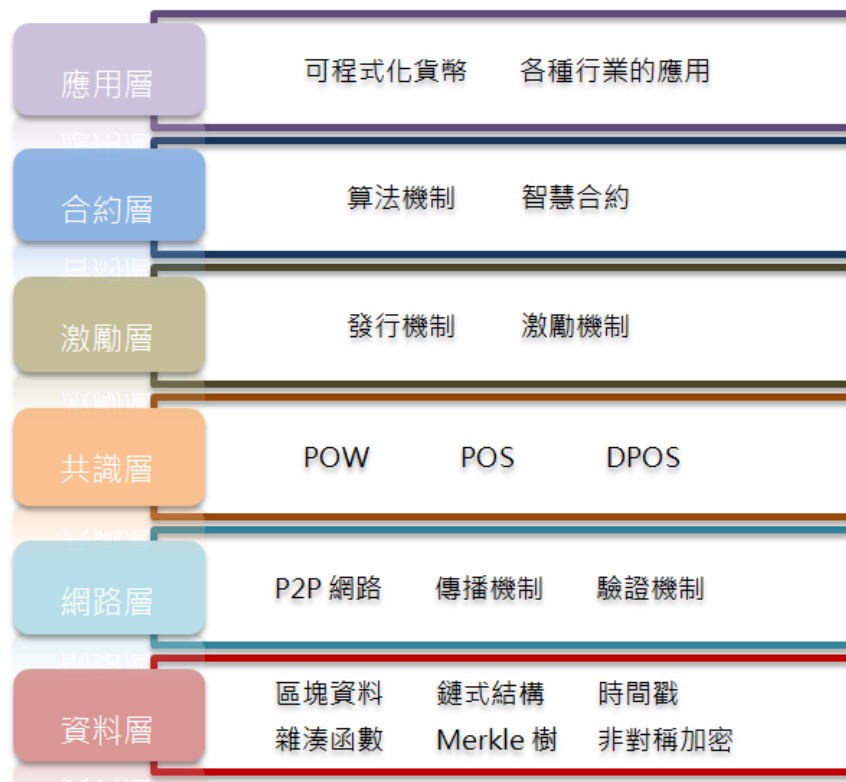 應用層
可程式化貨幣 各種行業的應用
合約層
算法機制 智慧合約
激勵層
發行機制 激勵機制
共識層
POW POS DPOS
網路層
P2P 網路 傳播機制 驗證機制
資料層
區塊資料 鏈式結構 時間戳
雜湊函數 Merkle 樹 非對稱加密